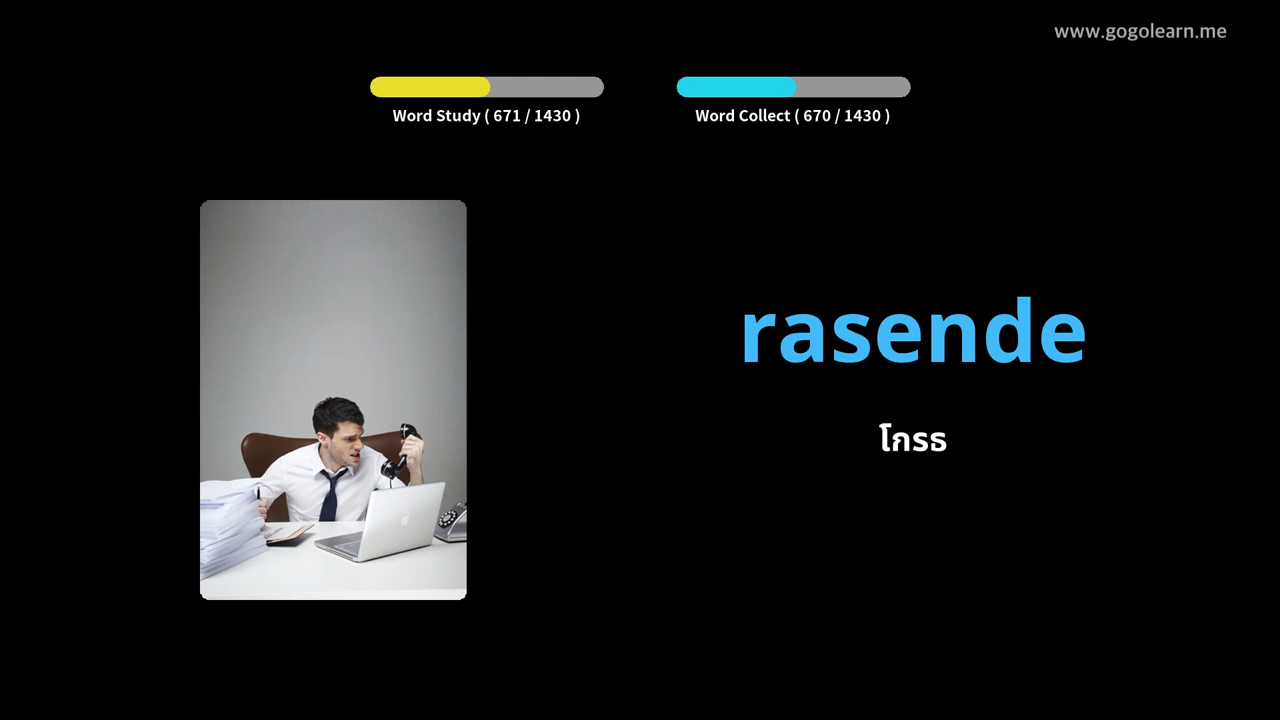 www.gogolearn.me
Word Study ( 671 / 1430 )
Word Collect ( 670 / 1430 )
rasende
โกรธ